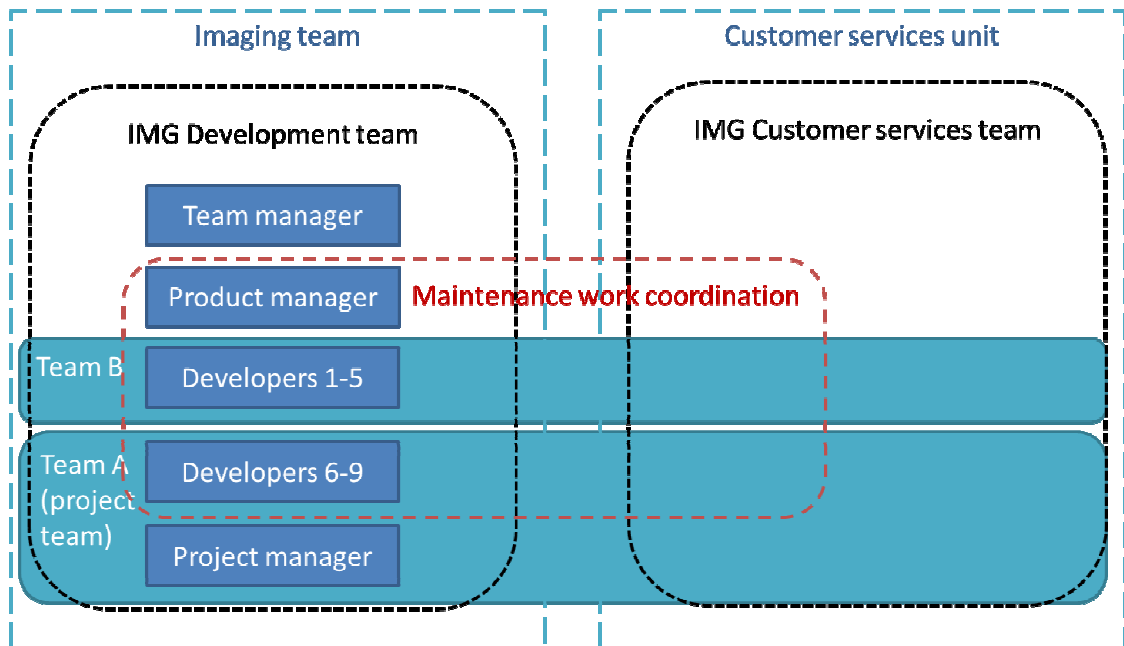 Imaging team
Customer services unit
IMG Development team
IMG Customer services team
Team manager
Product manager
Maintenance work coordination
Team B
Developers 1-5
Team A
(project
team)
Developers 6-9
Project manager